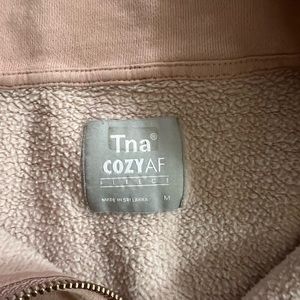 Tna®
COZYAF
FLEECE
MADE IN SRI LANKA M